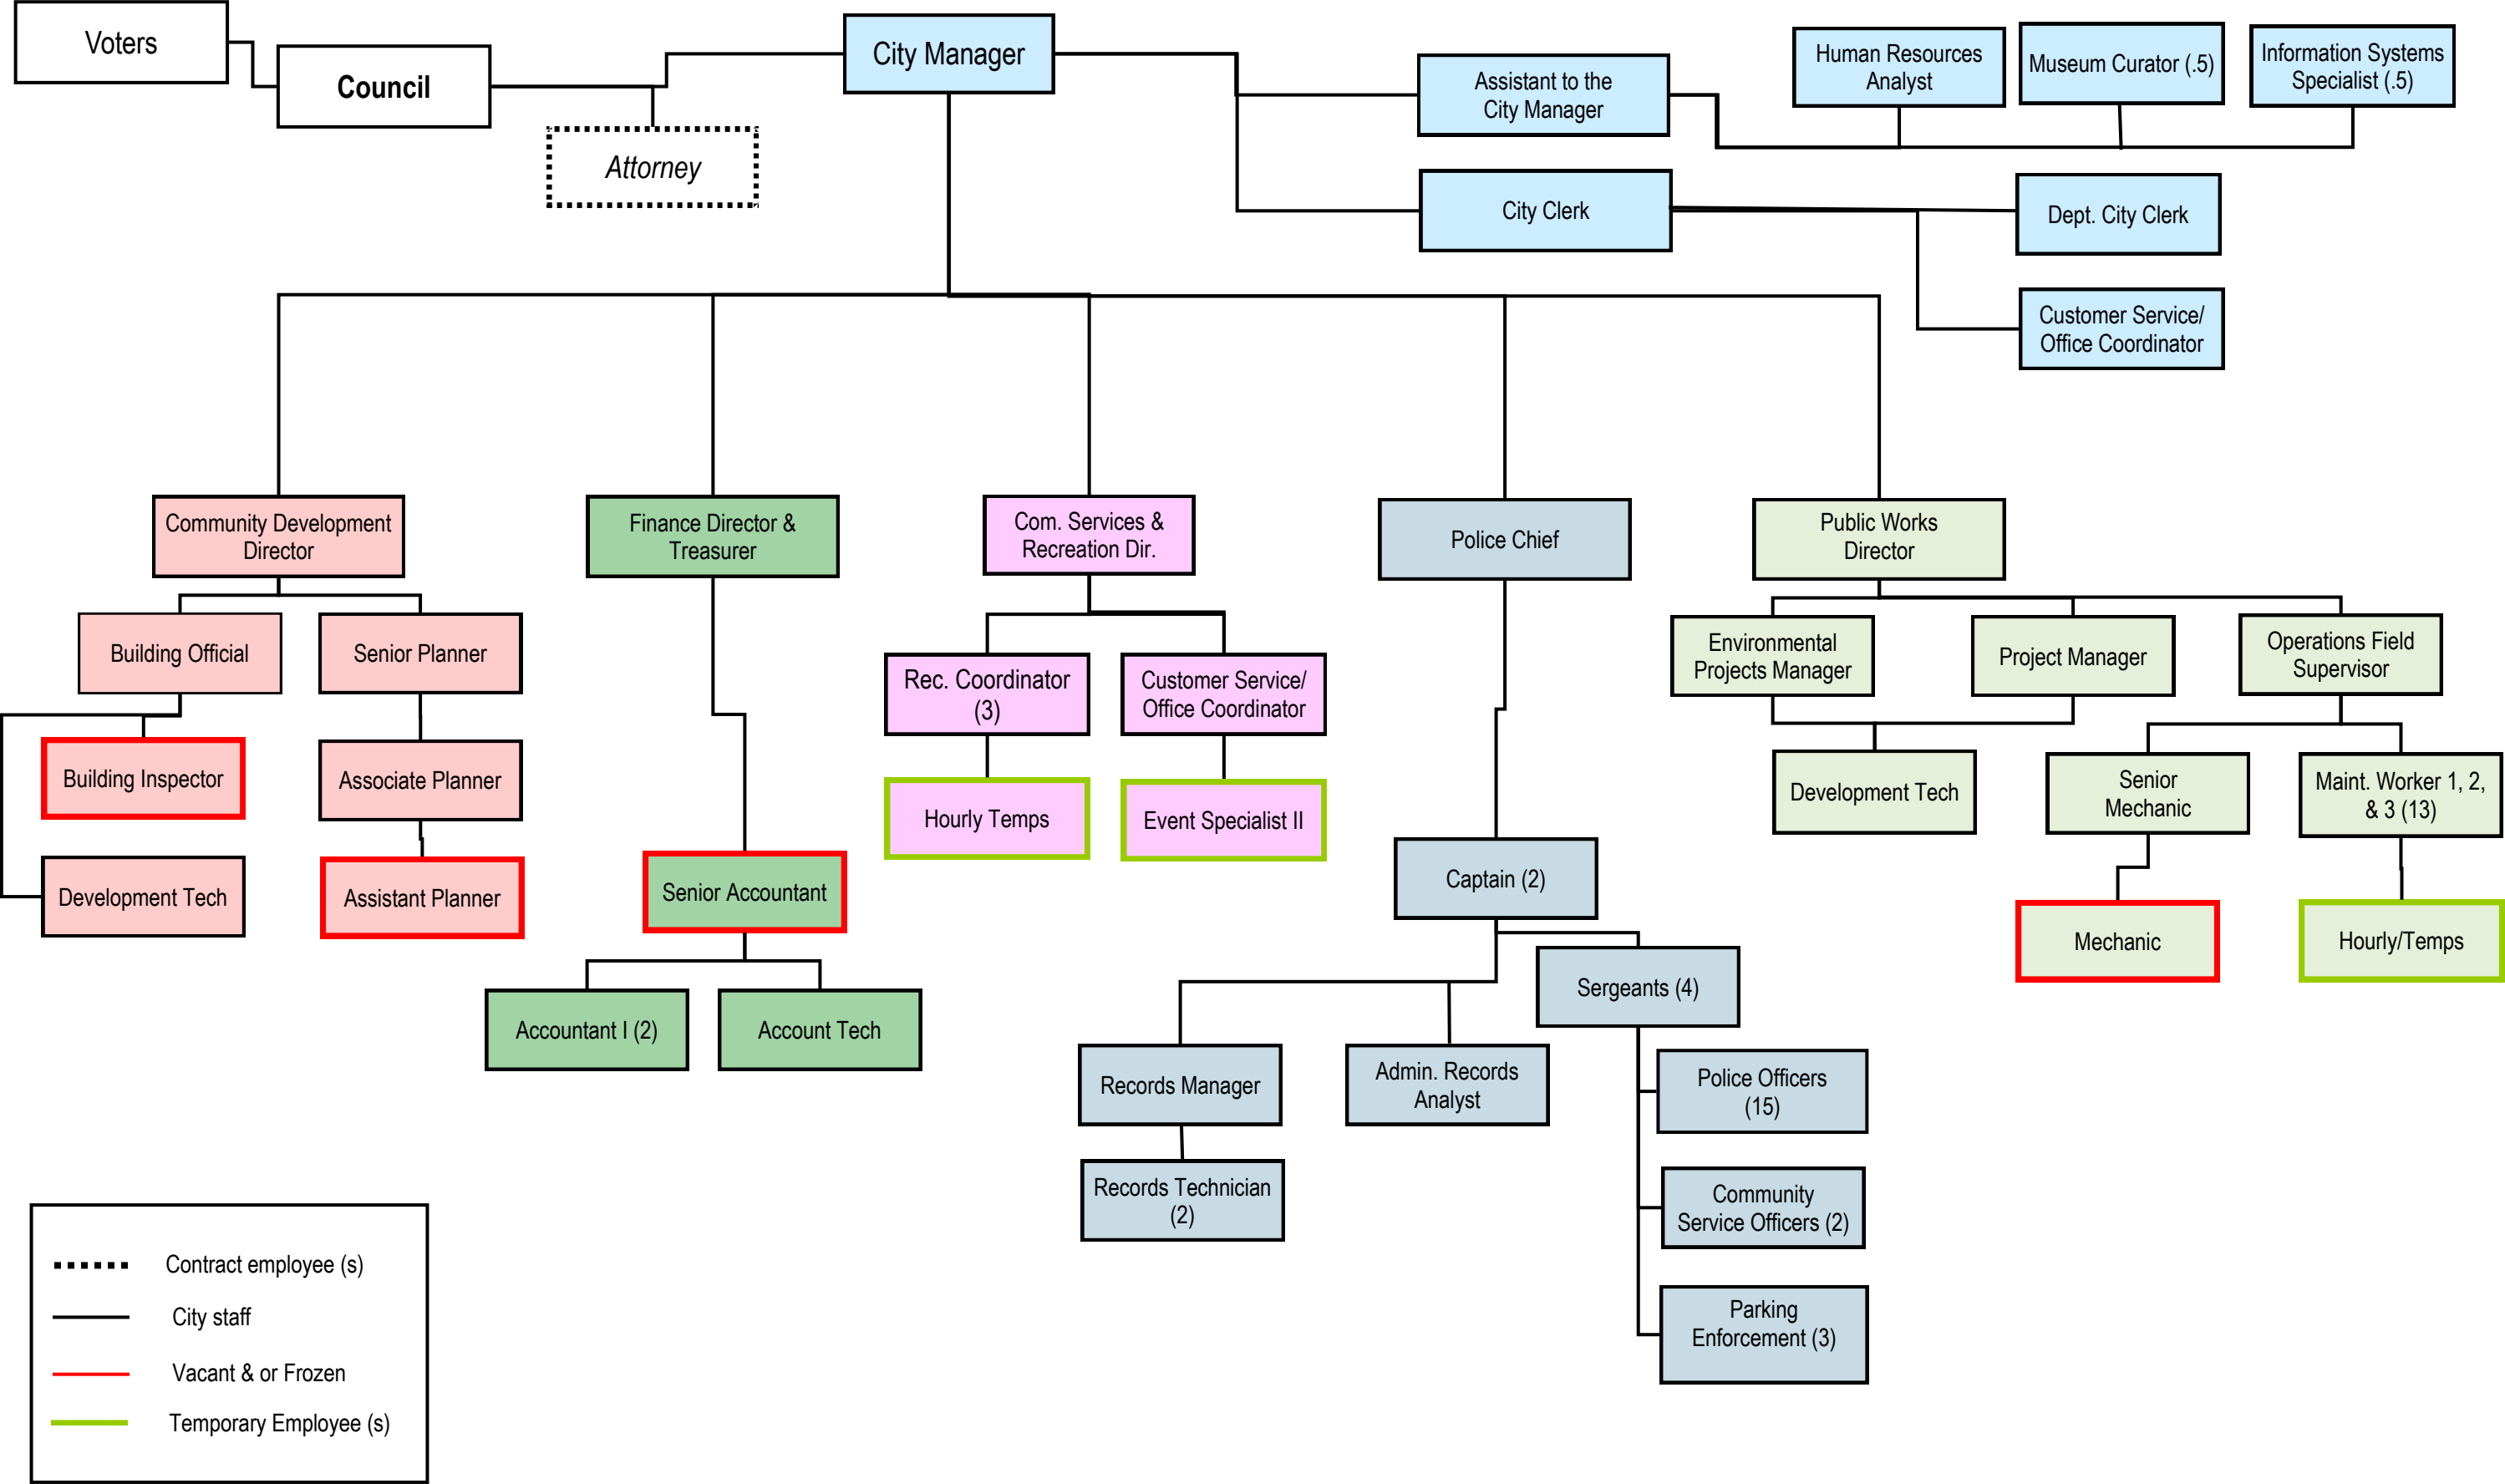 Voters
Council
Attorney
City Manager
Assistant to the
City Manager
Human Resources
Analyst
Museum Curator (.5)
Information Systems
Specialist (.5)
City Clerk
Dept. City Clerk
Customer Service/
Office Coordinator
Community Development
Director
Building Official
Senior Planner
Building Inspector
Associate Planner
Development Tech
Assistant Planner
Finance Director &
Treasurer
Senior Accountant
Accountant I (2)
Account Tech
Com. Services &
Recreation Dir.
Rec. Coordinator
(3)
Customer Service/
Office Coordinator
Hourly Temps
Event Specialist II
Police Chief
Captain (2)
Sergeants (4)
Records Manager
Admin. Records
Analyst
Records Technician
(2)
Police Officers
(15)
Community
Service Officers (2)
Parking
Enforcement (3)
Public Works
Director
Environmental
Projects Manager
Project Manager
Operations Field
Supervisor
Development Tech
Senior
Mechanic
Maint. Worker 1, 2,
& 3 (13)
Mechanic
Hourly/Temps
Contract employee (s)
City staff
Vacant & or Frozen
Temporary Employee (s)